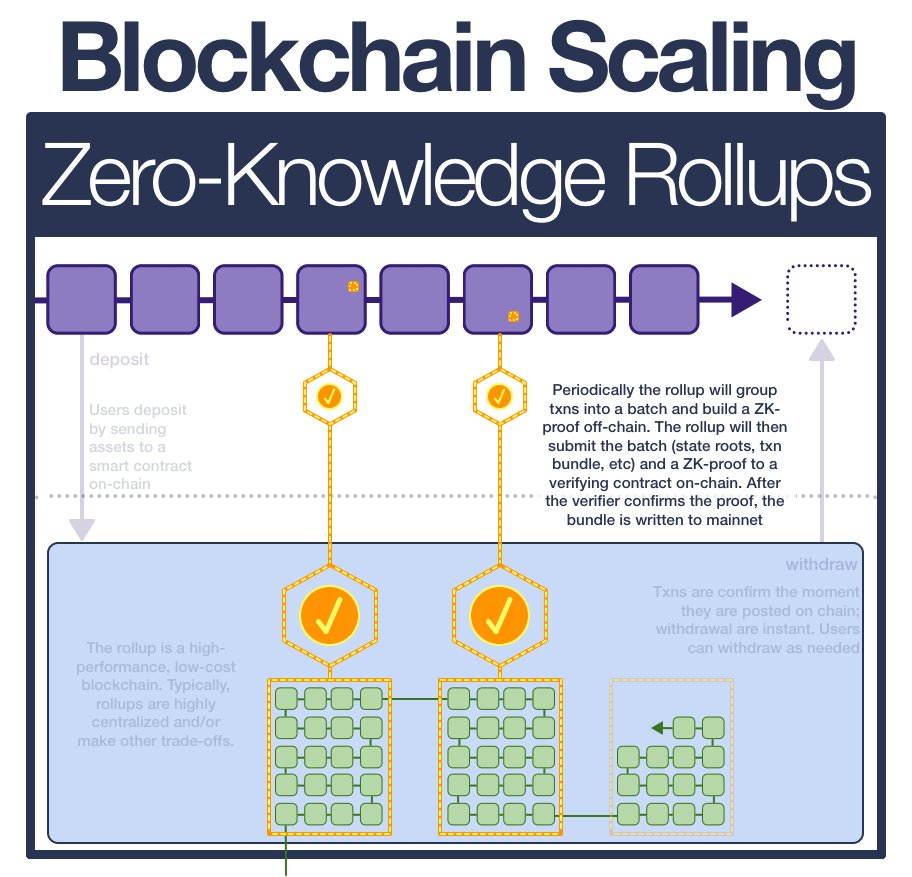 Blockchain Scaling
Zero-Knowledge Rollups
deposit
Users deposit
by sending
assets to a
smart contract
on-chain
Periodically the rollup will group
txns into a batch and build a ZK-
proof off-chain. The rollup will then
submit the batch (state roots, txn
bundle, etc) and a ZK-proof to a
verifying contract on-chain. After
the verifier confirms the proof, the
bundle is written to mainnet
withdraw
Txns are confirm the moment
they are posted on chain;
withdrawal are instant. Users
can withdraw as needed
The rollup is a high-
performance, low-cost
blockchain. Typically,
rollups are highly
centralized and/or
make other trade-offs.